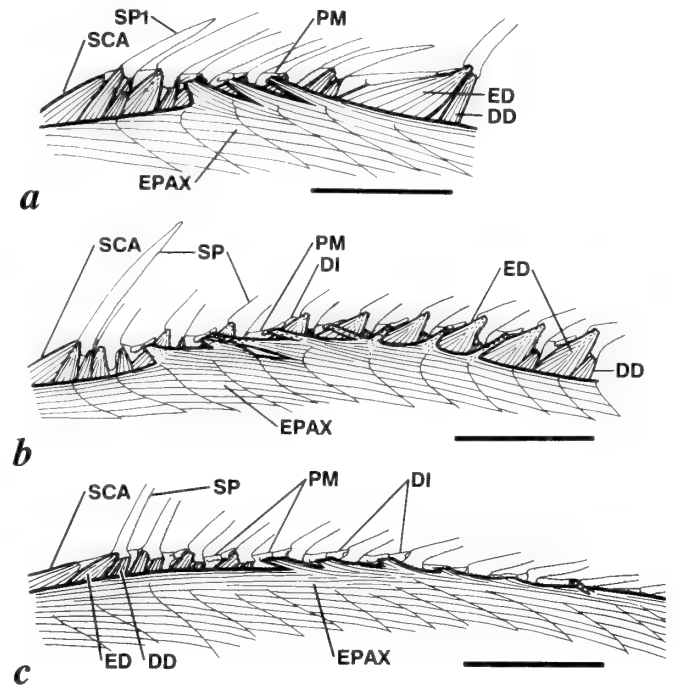 SP1 PM
SCA
ED
DD
EPAX
a
SCA SP PM
DI ED
DD
EPAX
b
SCA SP PM DI
ED DD EPAX
c